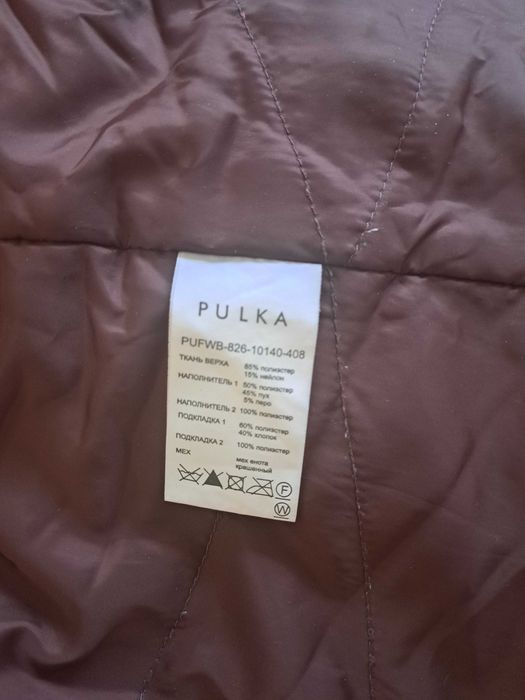 PULKA
PUFWB-826-10140-408
ТКАНЬ ВЕРХА 85% полиэстер
15% нейлон
НАПОЛНИТЕЛЬ 1 50% полиэстер
45% пух
5% перо
НАПОЛНИТЕЛЬ 2 100% полиэстер
ПОДКЛАДКА 1 60% полиэстер
40% хлопок
ПОДКЛАДКА 2 100% полиэстер
МЕХ мех енота
крашенный
F
W